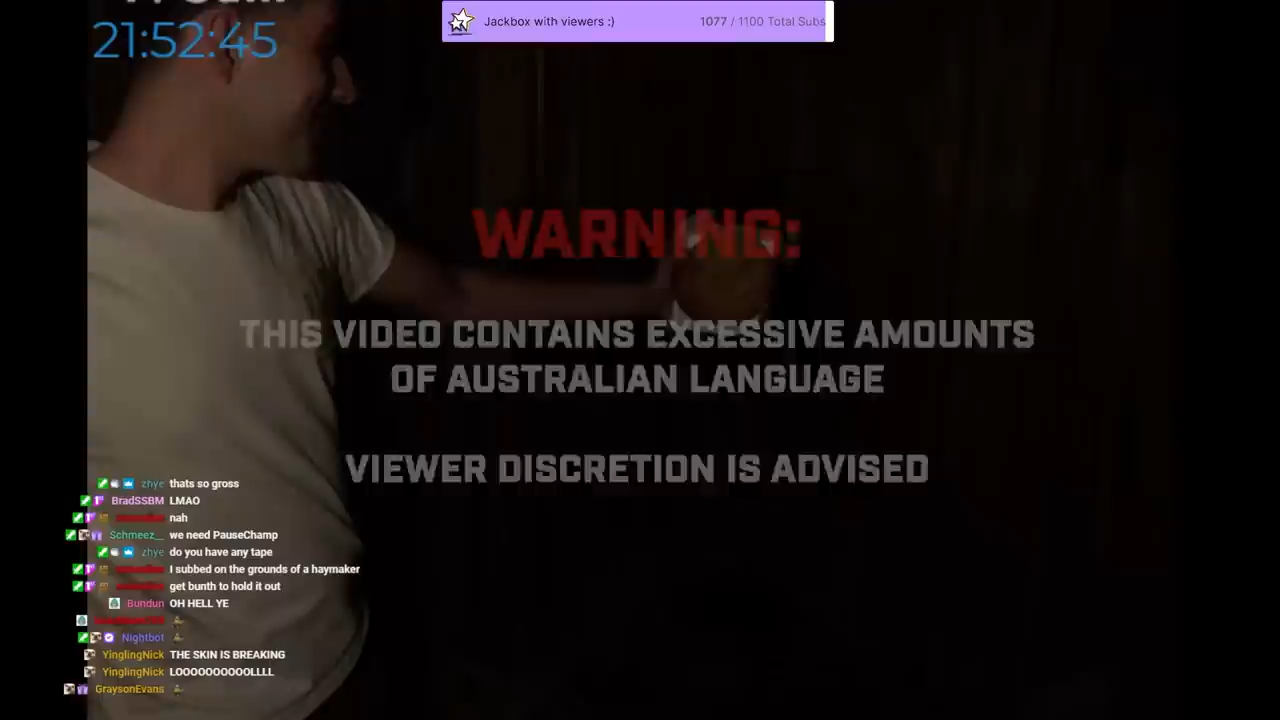 21:52:45
Jackbox with viewers :)
1077 / 1100 Total Subs
WARNING:
THIS VIDEO CONTAINS EXCESSIVE AMOUNTS
OF AUSTRALIAN LANGUAGE
VIEWER DISCRETION IS ADVISED
zhye thats so gross
BradSSBM LMAO
nah
Schmeez__ we need PauseChamp
zhye do you have any tape
I subbed on the grounds of a haymaker
get bunth to hold it out
Bundun OH HELL YE
Nightbot
YinglingNick THE SKIN IS BREAKING
YinglingNick LOOOOOOOOOOLLLL
GraysonEvans